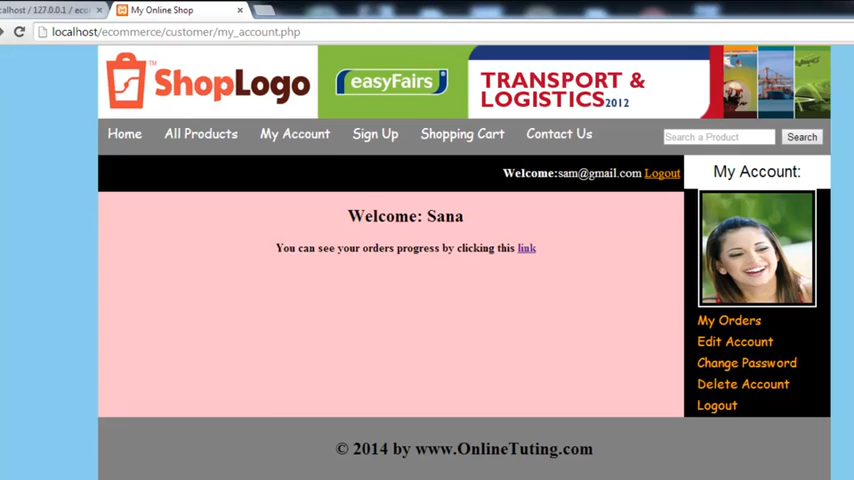 My Online Shop
localhost/ecommerce/customer/my_account.php
ShopLogo
TM
easyFairs
TRANSPORT &
LOGISTICS2012
Home All Products My Account Sign Up Shopping Cart Contact Us Search a Product Search
Welcome:sam@gmail.com Logout
My Account:
Welcome: Sana
You can see your orders progress by clicking this link
My Orders
Edit Account
Change Password
Delete Account
Logout
© 2014 by www.OnlineTuting.com